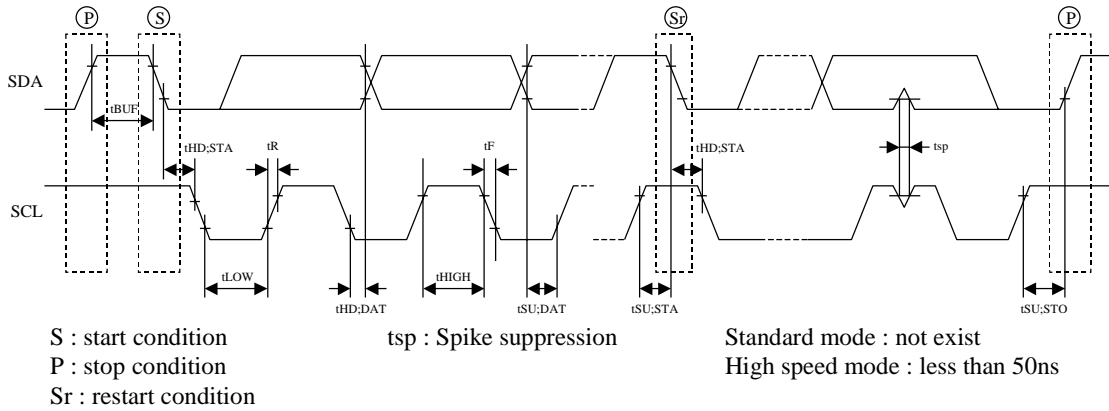 P S Sr P
SDA
tBUF
tHD;STA tR tF tHD;STA tsp
SCL
tLOW tHD;DAT tHIGH tSU;DAT tSU;STA tSU;STO
S : start condition tsp : Spike suppression Standard mode : not exist
P : stop condition High speed mode : less than 50ns
Sr : restart condition